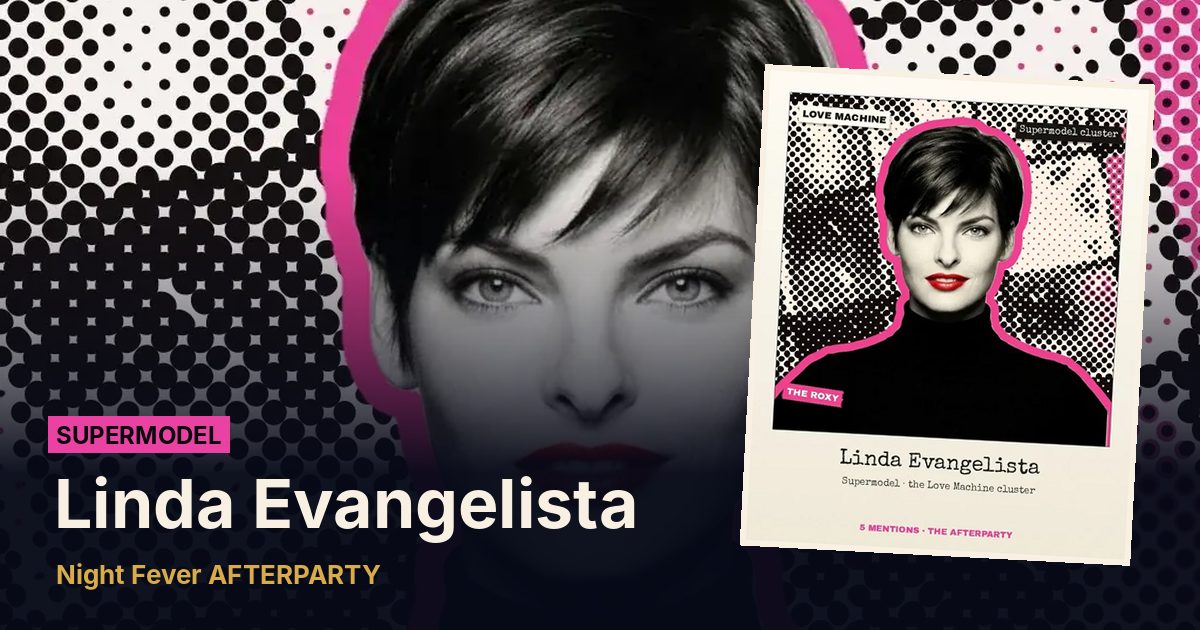 SUPERMODEL
Linda Evangelista
Night Fever AFTERPARTY
LOVE MACHINE
Supermodel cluster
THE ROXY
Linda Evangelista
Supermodel · the Love Machine cluster
5 MENTIONS · THE AFTERPARTY